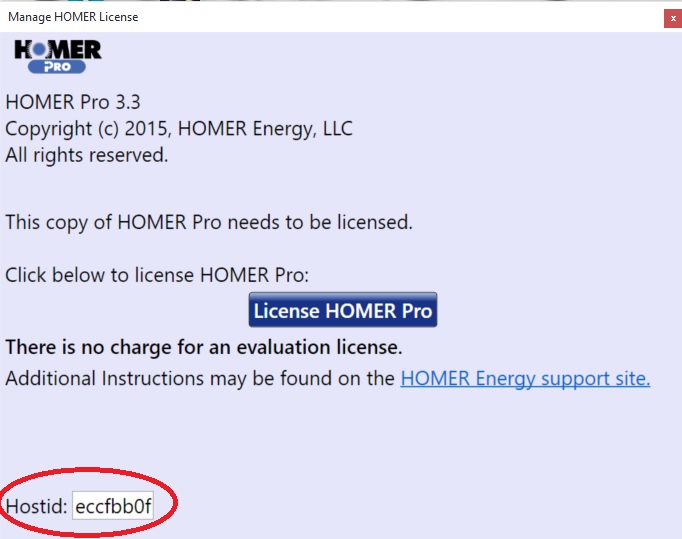 Manage HOMER License
x
HOMER
PRO
HOMER Pro 3.3
Copyright (c) 2015, HOMER Energy, LLC
All rights reserved.
This copy of HOMER Pro needs to be licensed.
Click below to license HOMER Pro:
License HOMER Pro
There is no charge for an evaluation license.
Additional Instructions may be found on the HOMER Energy support site.
Hostid: eccfbb0f